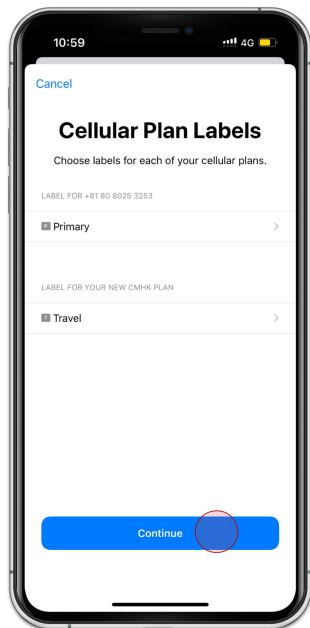 10:59
4G
Cancel
Cellular Plan Labels
Choose labels for each of your cellular plans.
LABEL FOR +81 80 8025 3253
P Primary
LABEL FOR YOUR NEW CMHK PLAN
T Travel
Continue